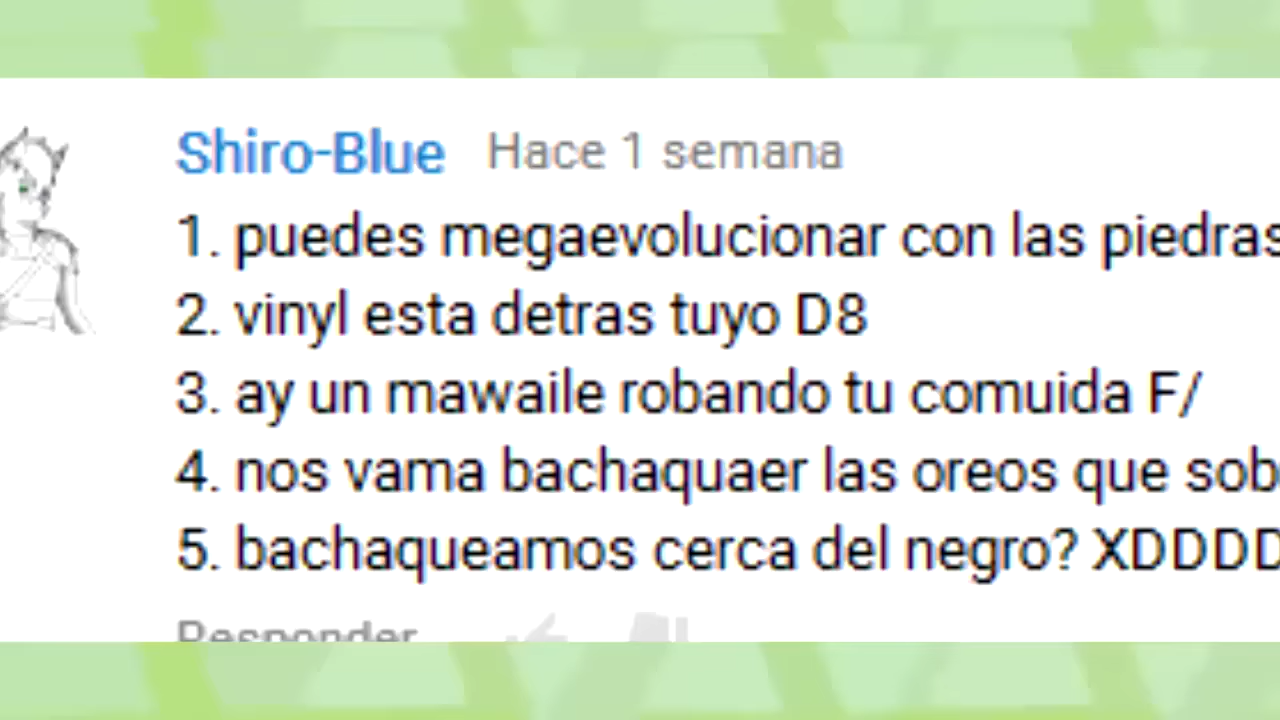 Shiro-Blue Hace 1 semana
1. puedes megaevolucionar con las piedras
2. vinyl esta detras tuyo D8
3. ay un mawaile robando tu comuida F/
4. nos vama bachaquaer las oreos que sob
5. bachaqueamos cerca del negro? XDDDD
Responder